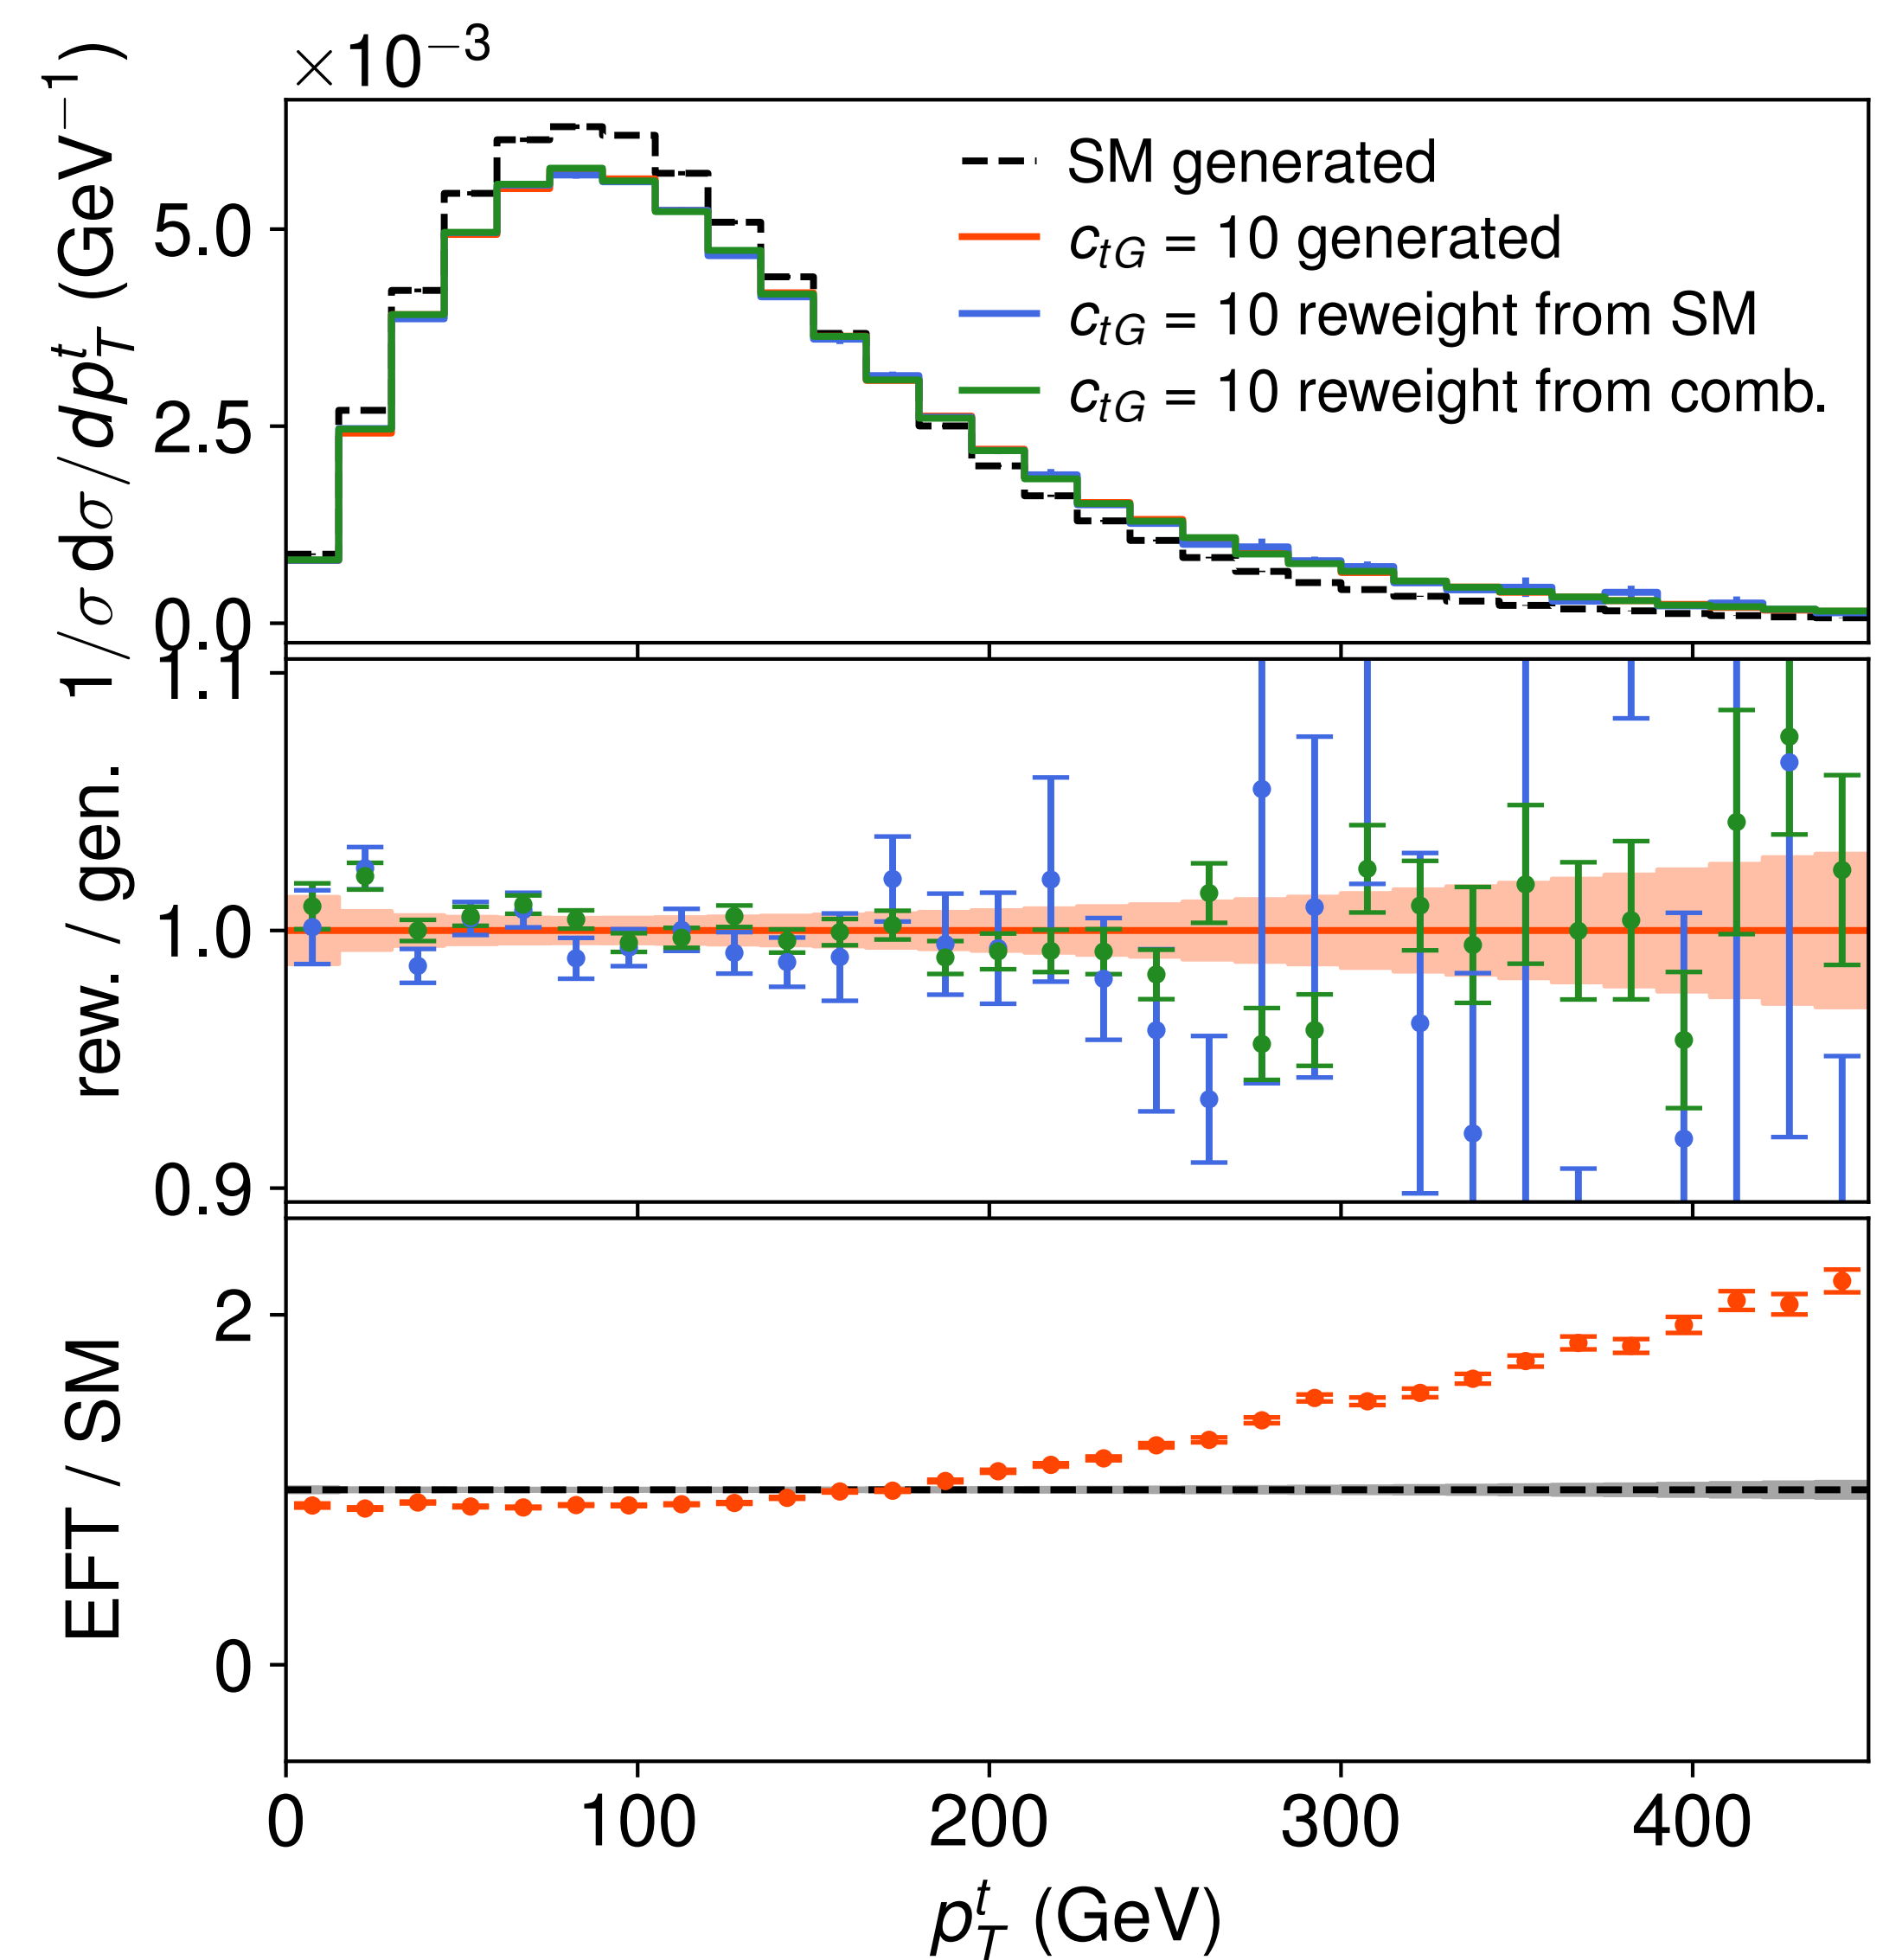 ×10⁻³
1/σ dσ/dpₜᵗ (GeV⁻¹)
5.0
2.5
0.0
SM generated
c_tG = 10 generated
c_tG = 10 reweight from SM
c_tG = 10 reweight from comb.
rew. / gen.
1.1
1.0
0.9
EFT / SM
2
0
0 100 200 300 400
p_T^t (GeV)